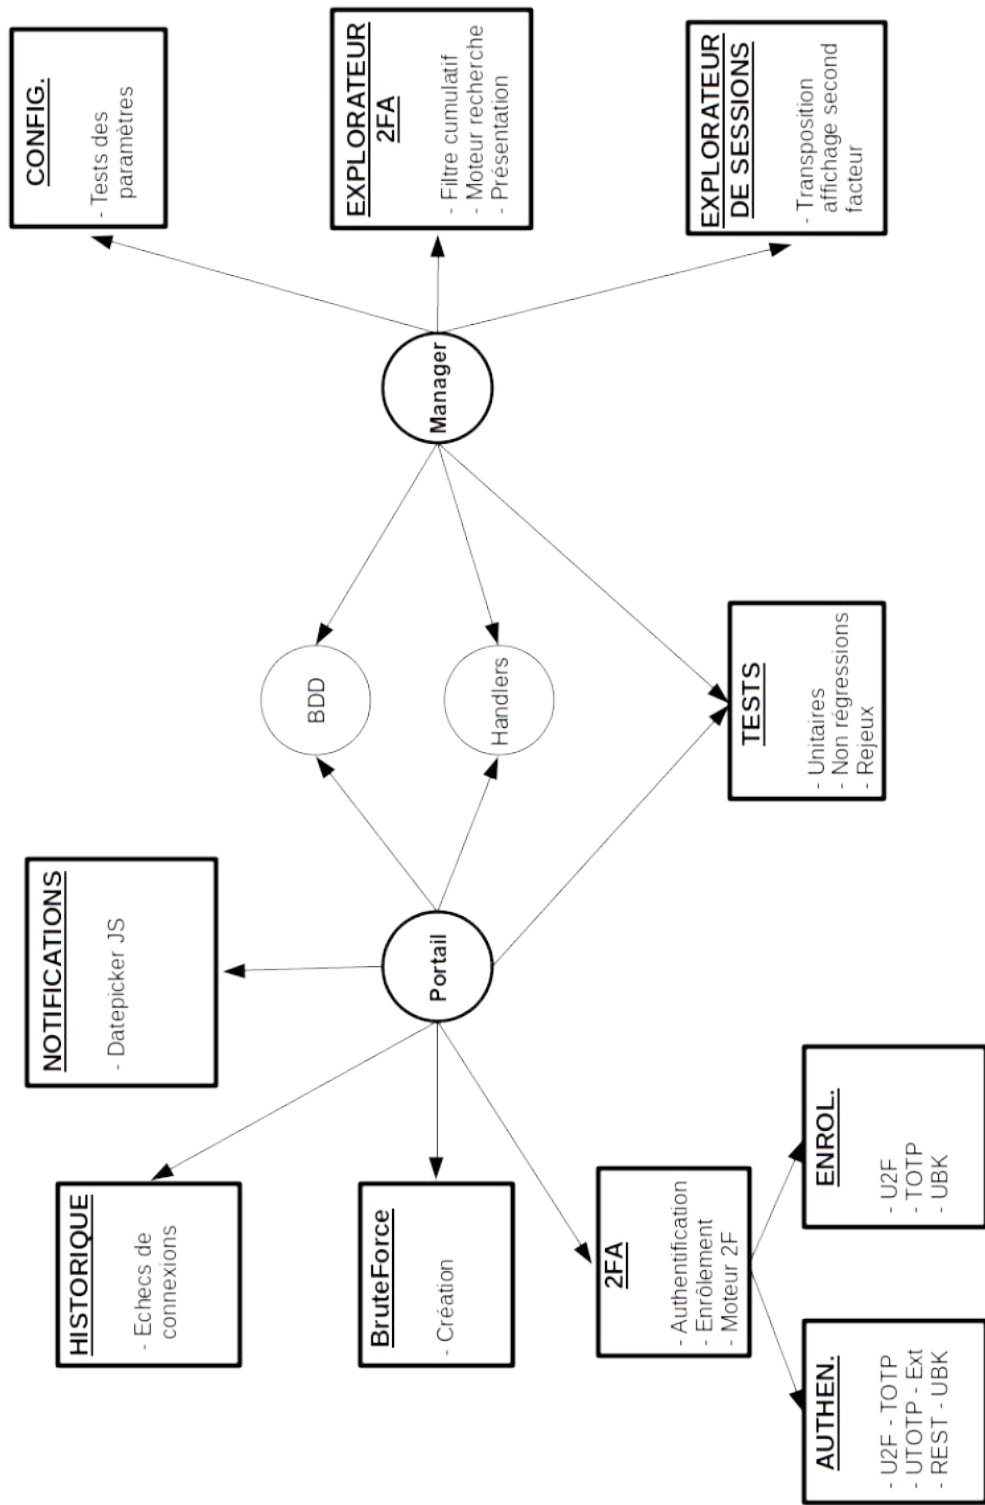 HISTORIQUE
- Echecs de
connexions
NOTIFICATIONS
- Datepicker JS
CONFIG.
- Tests des
paramètres
BruteForce
- Création
Portail
BDD
Handlers
Manager
EXPLORATEUR
2FA
- Filtre cumulatif
- Moteur recherche
- Présentation
2FA
- Authentification
- Enrôlement
- Moteur 2F
TESTS
- Unitaires
- Non régressions
- Rejeux
EXPLORATEUR
DE SESSIONS
- Transposition
affichage second
facteur
AUTHEN.
- U2F - TOTP
- UTOTP - Ext
- REST - UBK
ENROL.
- U2F
- TOTP
- UBK